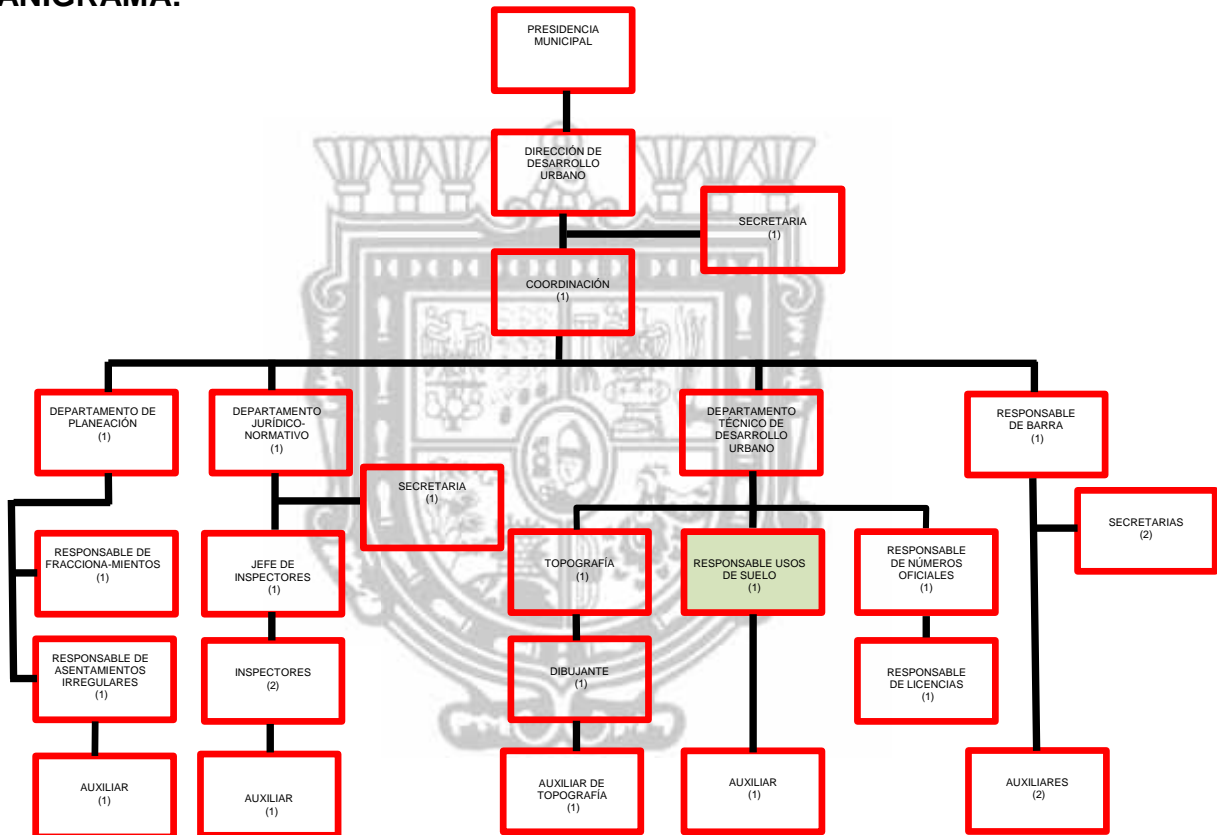 ANIGRAMA:
PRESIDENCIA
MUNICIPAL
DIRECCIÓN DE
DESARROLLO
URBANO
SECRETARIA
(1)
COORDINACIÓN
(1)
DEPARTAMENTO DE
PLANEACIÓN
(1)
DEPARTAMENTO
JURÍDICO-
NORMATIVO
(1)
DEPARTAMENTO
TÉCNICO DE
DESARROLLO
URBANO
RESPONSABLE
DE BARRA
(1)
SECRETARIA
(1)
SECRETARIAS
(2)
RESPONSABLE DE
FRACCIONA-MIENTOS
(1)
JEFE DE
INSPECTORES
(1)
TOPOGRAFÍA
(1)
RESPONSABLE USOS
DE SUELO
(1)
RESPONSABLE
DE NÚMEROS
OFICIALES
(1)
RESPONSABLE DE
ASENTAMIENTOS
IRREGULARES
(1)
INSPECTORES
(2)
DIBUJANTE
(1)
RESPONSABLE
DE LICENCIAS
(1)
AUXILIAR
(1)
AUXILIAR
(1)
AUXILIAR DE
TOPOGRAFÍA
(1)
AUXILIAR
(1)
AUXILIARES
(2)